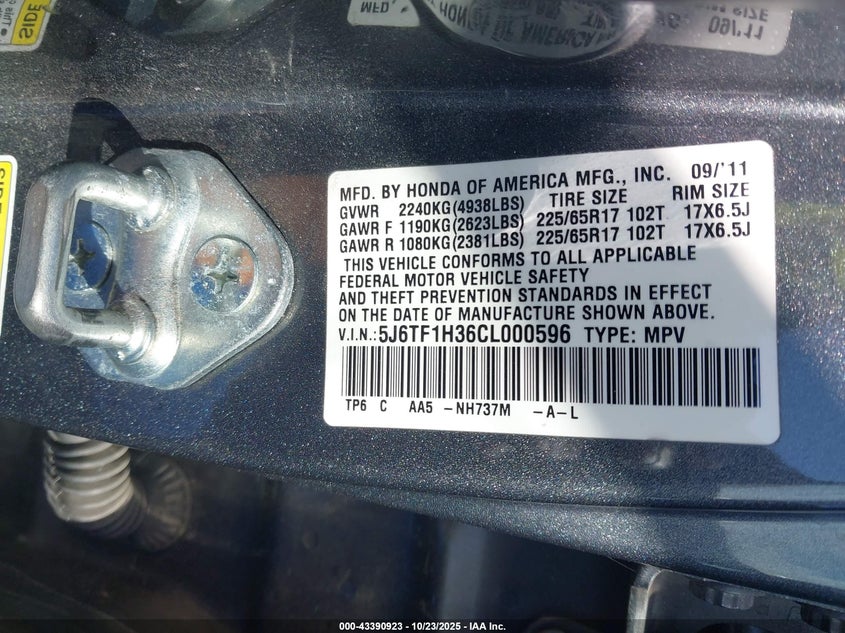 MFD. BY HONDA OF AMERICA MFG., INC. 09/'11
GVWR 2240KG(4938LBS) TIRE SIZE RIM SIZE
GAWR F 1190KG(2623LBS) 225/65R17 102T 17X6.5J
GAWR R 1080KG(2381LBS) 225/65R17 102T 17X6.5J
THIS VEHICLE CONFORMS TO ALL APPLICABLE
FEDERAL MOTOR VEHICLE SAFETY
AND THEFT PREVENTION STANDARDS IN EFFECT
ON THE DATE OF MANUFACTURE SHOWN ABOVE.
V.I.N.: 5J6TF1H36CL000596 TYPE: MPV
TP6 C AA5 -NH737M -A-L
000-43390923 - 10/23/2025 - IAA Inc.